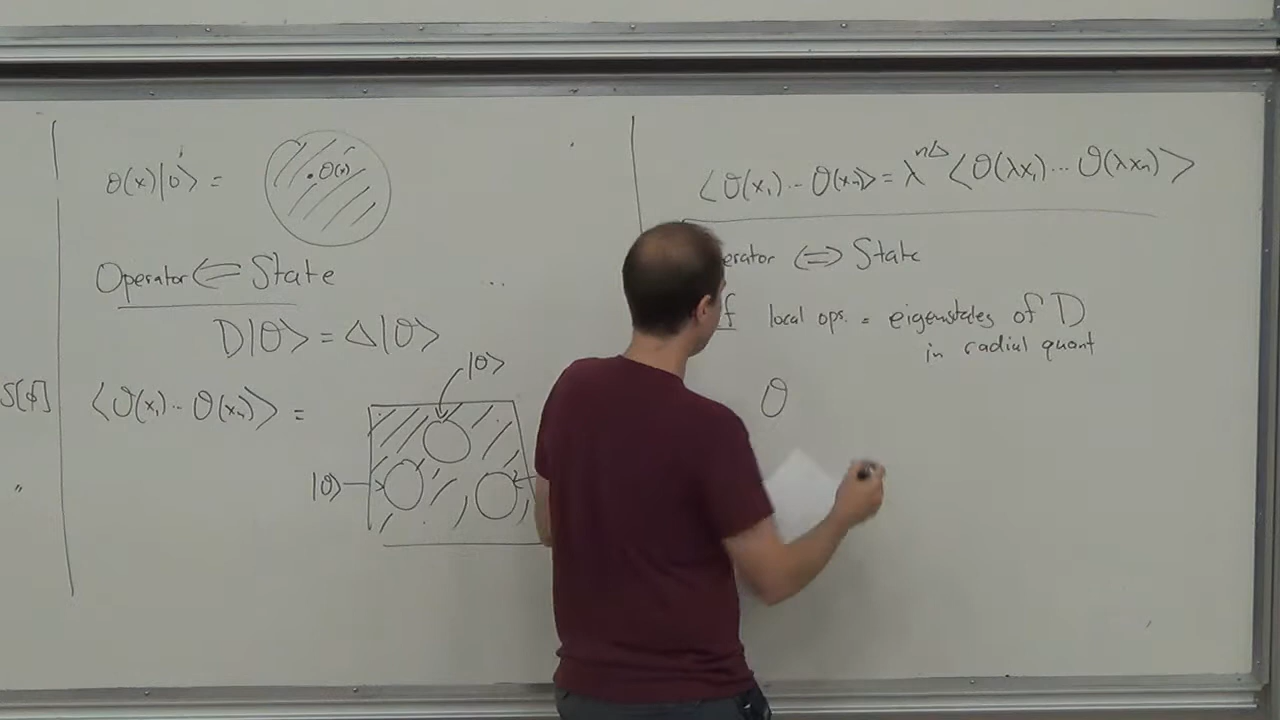 O(x)|0⟩ =
O(x)
Operator ⇐ State
D|O⟩ = Δ|O⟩
|O⟩
S[ϕ]
⟨O(x₁)⋯O(xₙ)⟩ =
|O⟩
"
⟨O(x₁)⋯O(xₙ)⟩ = λ^{nΔ}⟨O(λx₁)⋯O(λxₙ)⟩
erator ⟺ State
f local ops. = eigenstates of D
in radial quant
O